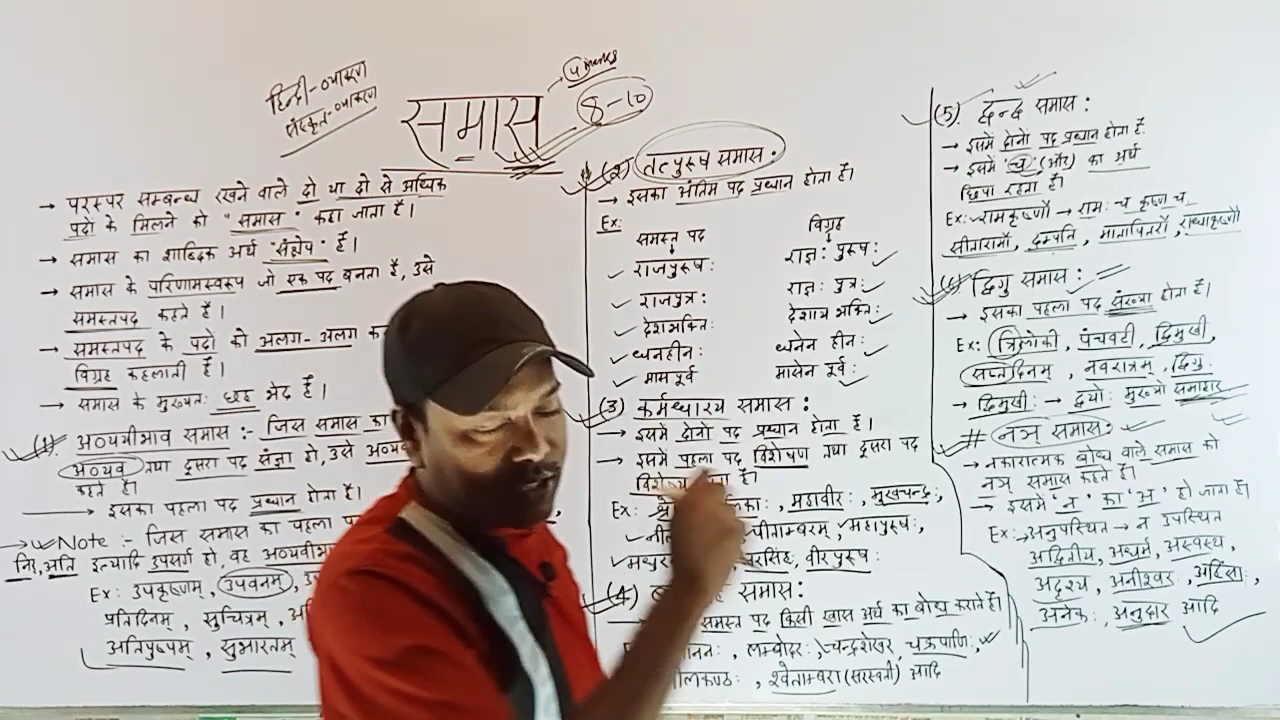 हिन्दी-व्याकरण
संस्कृत-व्याकरण
समास
8-10
→ परस्पर सम्बन्ध रखने वाले दो या दो से अधिक
पदों के मिलने को "समास" कहा जाता है।
→ समास का शाब्दिक अर्थ "संक्षेप" है।
→ समास के परिणामस्वरूप जो एक पद बनता है, उसे
समस्तपद कहते हैं।
→ समस्तपद के पदों को अलग-अलग
विग्रह कहलाती है।
→ समास के मुख्यतः छह भेद हैं।
(1) अव्ययीभाव समास :- जिस समास का
अव्यय तथा दूसरा पद संज्ञा हो, उसे
कहते हैं।
→ इसका पहला पद प्रधान होता है।
→ Note :- जिस समास का पहला
निर, अति इत्यादि उपसर्ग हो, वह
Ex: उपकृष्णम्, उपवनम्,
प्रतिदिनम्, सुचित्रम्,
अतिपुष्पम्, सुभारतम्
(2) तत्पुरुष समास :
→ इसका अंतिम पद प्रधान होता है।
Ex:
समस्त पद विग्रह
राजपुरुषः राज्ञः पुरुषः
राजपुत्रः राज्ञः पुत्रः
देशभक्तिः देशाय भक्तिः
धनहीनः धनेन हीनः
मासपूर्व मासेन पूर्वः
(3) कर्मधारय समास :
→ इसमें दोनों पद प्रधान होता है।
→ इसमें पहला पद विशेषण तथा दूसरा पद
है।
Ex: महावीरः, मुखचन्द्रः,
पीताम्बरम्, महापुरुषः,
वीरपुरुषः
(4) समास :
समस्त पद किसी खास अर्थ का बोध कराते हैं।
लम्बोदरः, चन्द्रशेखर, चक्रपाणिः,
श्वेताम्बरा (सरस्वती) आदि
(5) द्वन्द्व समास :
→ इसमें दोनों पद प्रधान होता है
→ इसमें 'च' (और) का अर्थ
छिपा रहता है।
Ex: रामकृष्णौ → रामः च कृष्ण च
सीतारामौ, दम्पति, मातापितरौ, राधाकृष्णौ
(6) द्विगु समास :
→ इसका पहला पद संख्या होता है।
Ex: त्रिलोकी, पंचवटी, द्विमुखी,
सप्तदिनम्, नवरात्रम्, द्विगु
→ द्विमुखी: → द्वयोः मुखयो समाहार
# नञ् समास :
→ नकारात्मक बोध वाले समास को
नञ् समास कहते हैं।
→ इसमें 'न' का 'अ' हो जाता है।
Ex: अनुपस्थित → न उपस्थित
अद्वितीय, अधर्म, अस्वस्थ,
अदृश्य, अनीश्वर, अहिंसाः,
अनेकः, अनुदार आदि